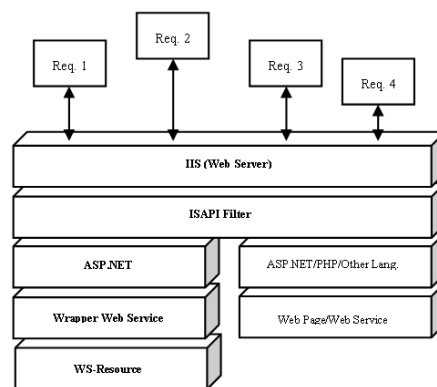 Req. 1
Req. 2
Req. 3
Req. 4
IIS (Web Server)
ISAPI Filter
ASP.NET
ASP.NET/PHP/Other Lang.
Wrapper Web Service
Web Page/Web Service
WS-Resource